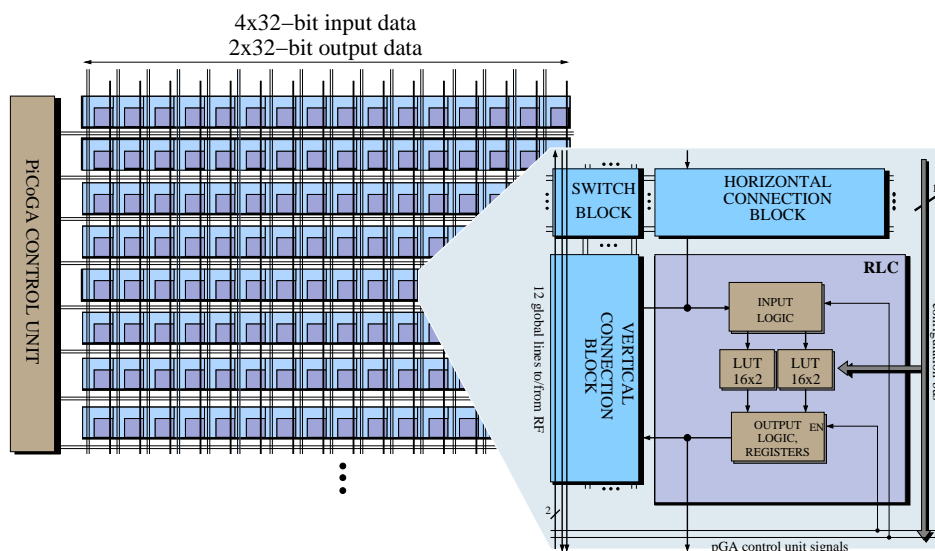 4x32−bit input data
2x32−bit output data
PiCoGA CONTROL UNIT
SWITCH
BLOCK
HORIZONTAL
CONNECTION
BLOCK
12 global lines to/from RF
VERTICAL
CONNECTION
BLOCK
RLC
INPUT
LOGIC
LUT
16x2
LUT
16x2
OUTPUT
LOGIC,
REGISTERS
EN
2
pGA control unit signals